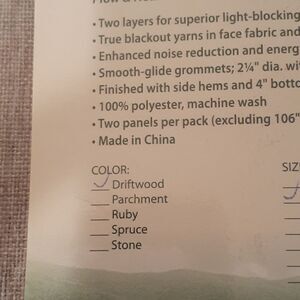 • Two layers for superior light-blocking
• True blackout yarns in face fabric and
• Enhanced noise reduction and energ
• Smooth-glide grommets; 2¼" dia. wi
• Finished with side hems and 4" botto
• 100% polyester, machine wash
• Two panels per pack (excluding 106"
• Made in China
COLOR:
Driftwood
Parchment
Ruby
Spruce
Stone
SIZ